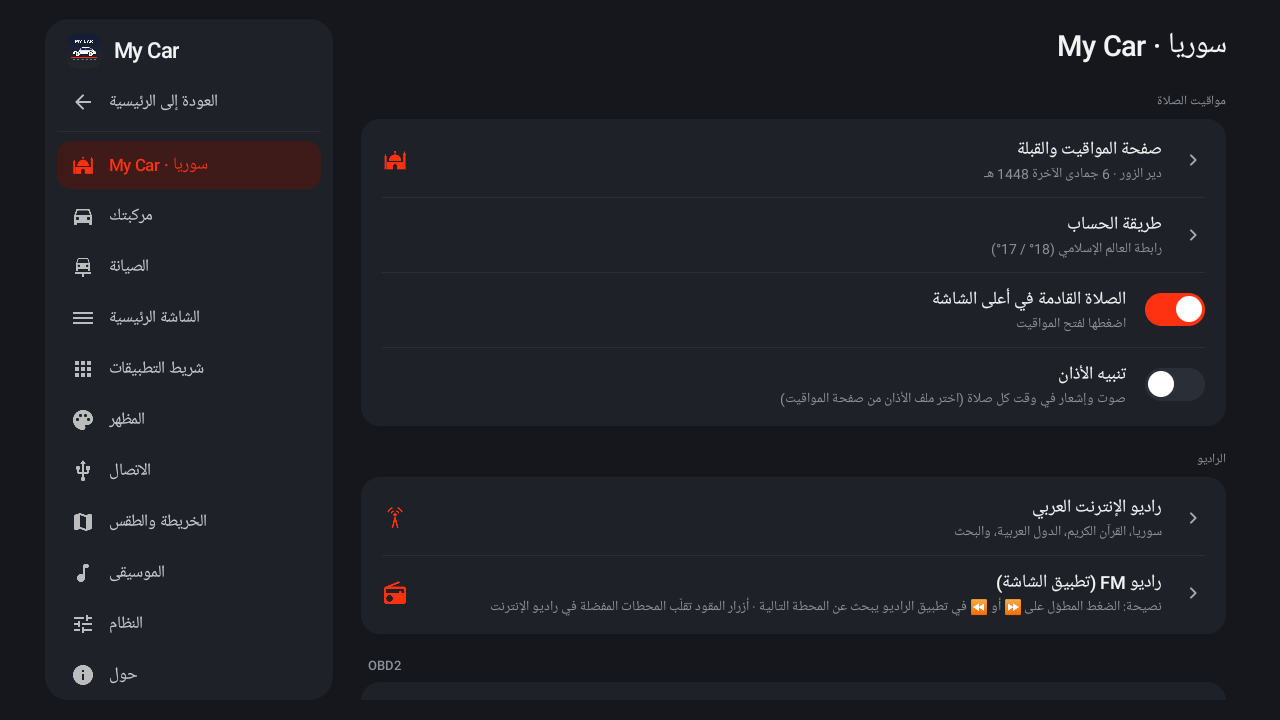 My Car
العودة إلى الرئيسية
سوريا · My Car
مركبتك
الصيانة
الشاشة الرئيسية
شريط التطبيقات
المظهر
الاتصال
الخريطة والطقس
الموسيقى
النظام
حول
سوريا · My Car
مواقيت الصلاة
صفحة المواقيت والقبلة
دير الزور · 6 جمادى الآخرة 1448 هـ
طريقة الحساب
رابطة العالم الإسلامي (18° / 17°)
الصلاة القادمة في أعلى الشاشة
اضغطها لفتح المواقيت
تنبيه الأذان
صوت وإشعار في وقت كل صلاة (اختر ملف الأذان من صفحة المواقيت)
الراديو
راديو الإنترنت العربي
سوريا، القرآن الكريم، الدول العربية، والبحث
راديو FM (تطبيق الشاشة)
نصيحة: الضغط المطوّل على ⏩ أو ⏪ في تطبيق الراديو يبحث عن المحطة التالية · أزرار المقود تقلّب المحطات المفضلة في راديو الإنترنت
OBD2